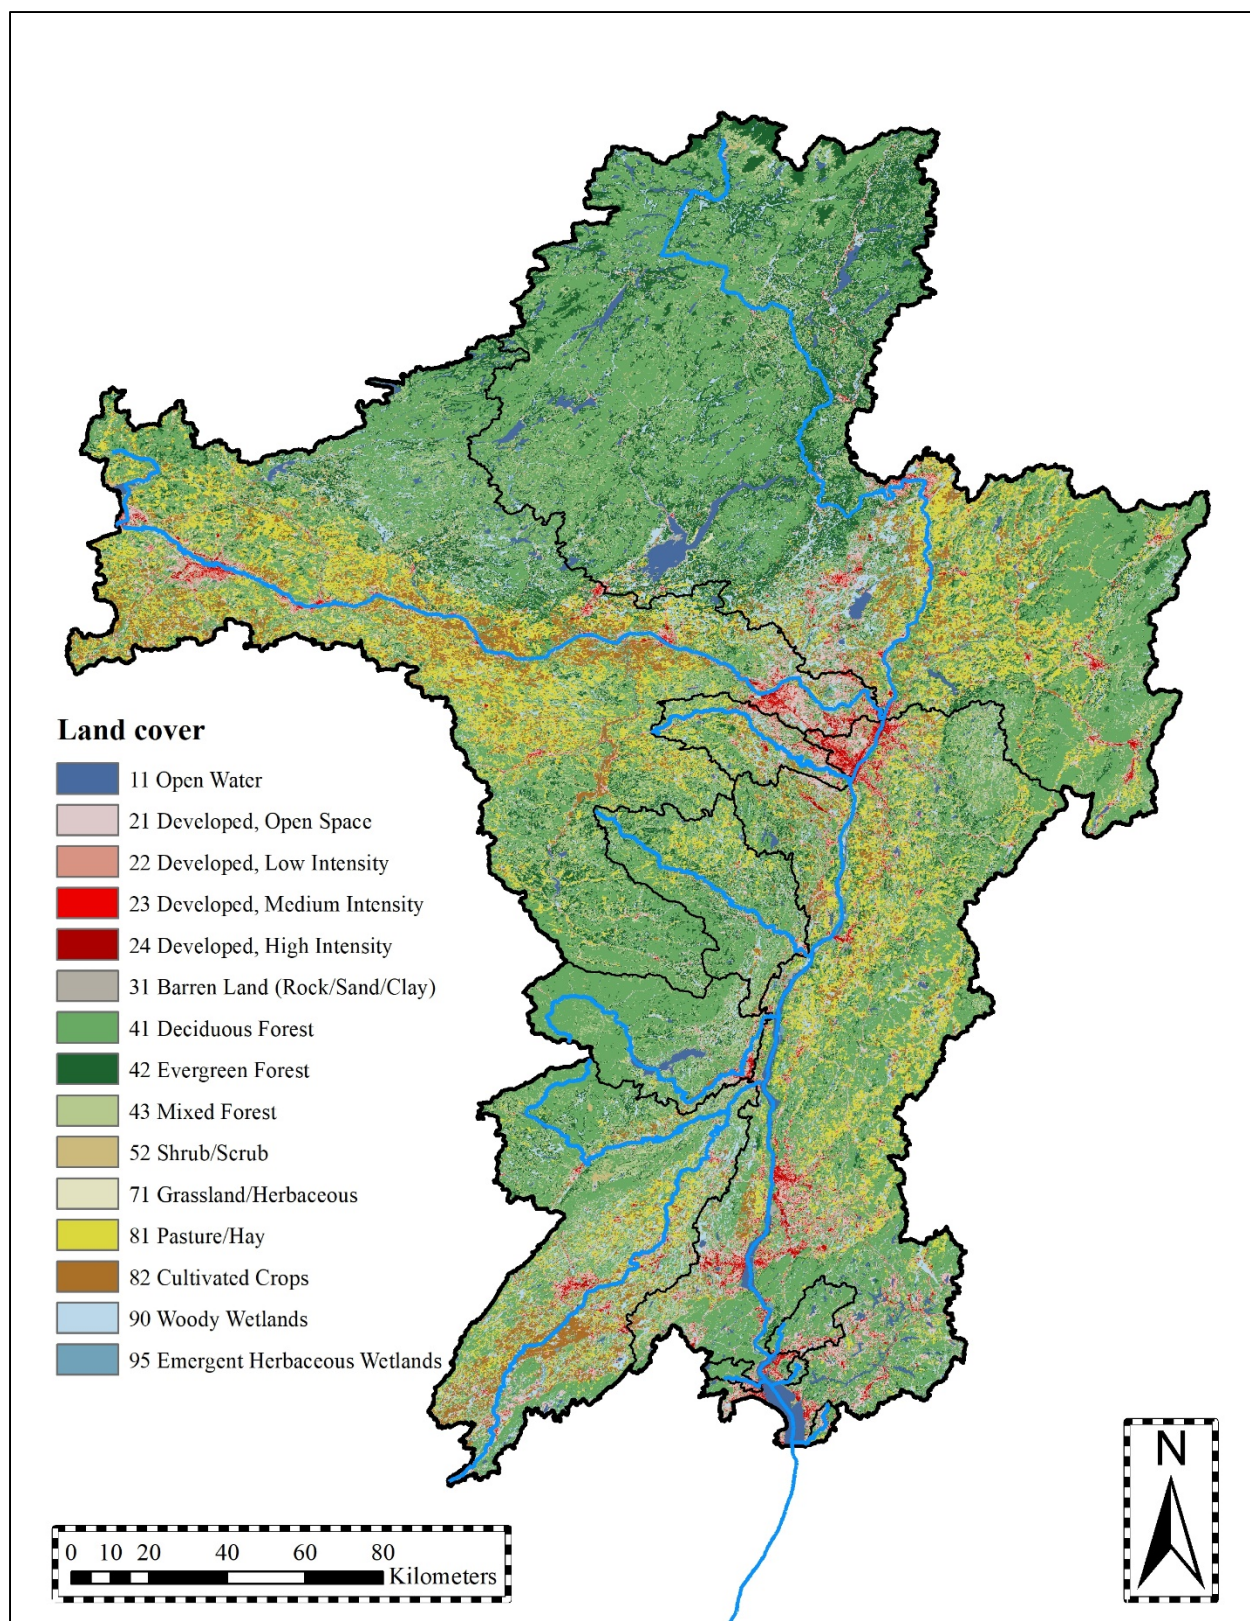 Land cover
11 Open Water
21 Developed, Open Space
22 Developed, Low Intensity
23 Developed, Medium Intensity
24 Developed, High Intensity
31 Barren Land (Rock/Sand/Clay)
41 Deciduous Forest
42 Evergreen Forest
43 Mixed Forest
52 Shrub/Scrub
71 Grassland/Herbaceous
81 Pasture/Hay
82 Cultivated Crops
90 Woody Wetlands
95 Emergent Herbaceous Wetlands
N
0 10 20 40 60 80
Kilometers